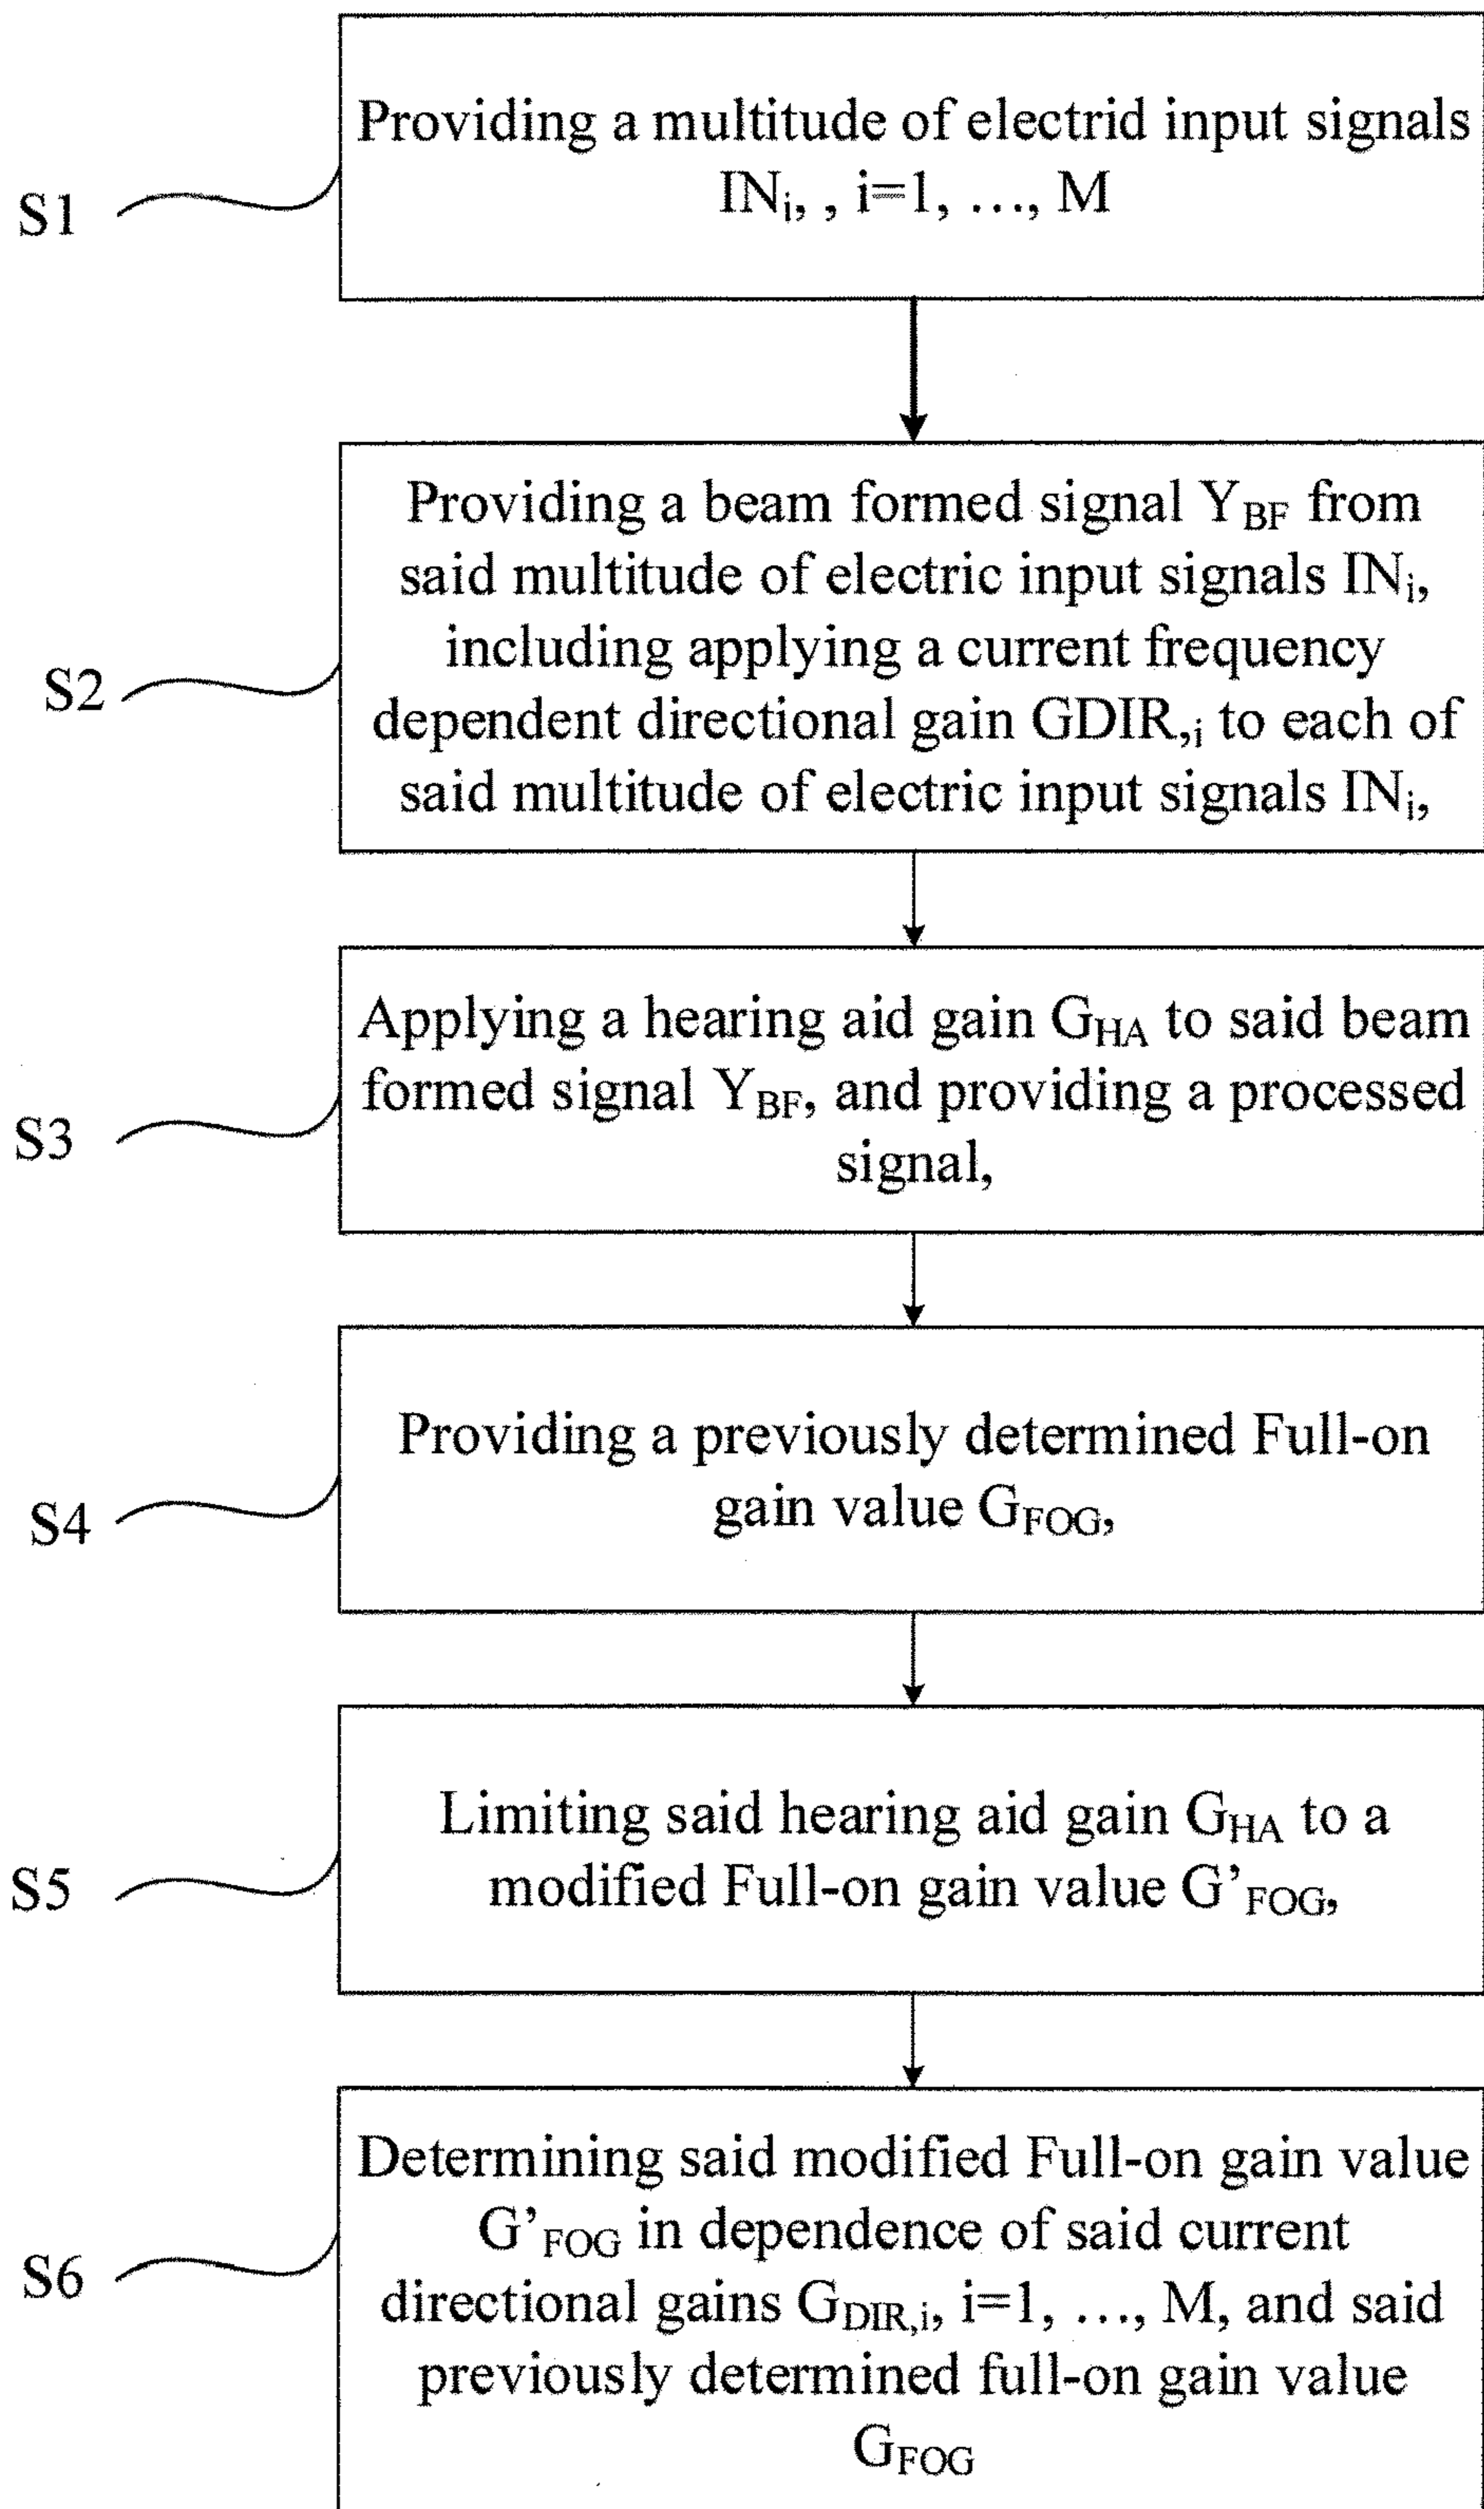 Providing a multitude of electrid input signals
INi, , i=1, …, M
S1
Providing a beam formed signal YBF from
said multitude of electric input signals INi,
including applying a current frequency
dependent directional gain GDIR,i to each of
said multitude of electric input signals INi,
S2
Applying a hearing aid gain GHA to said beam
formed signal YBF, and providing a processed
signal,
S3
Providing a previously determined Full-on
gain value GFOG,
S4
Limiting said hearing aid gain GHA to a
modified Full-on gain value G’FOG,
S5
Determining said modified Full-on gain value
G’FOG in dependence of said current
directional gains GDIR,i, i=1, …, M, and said
previously determined full-on gain value
GFOG
S6